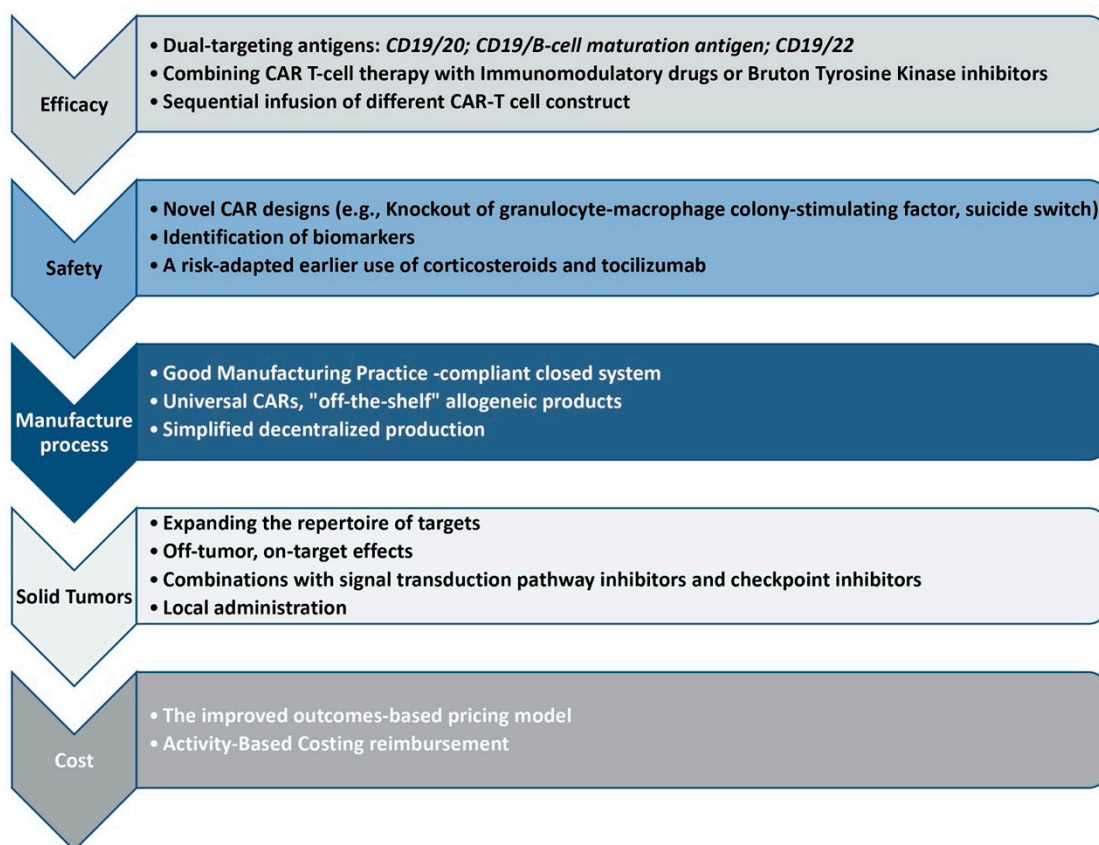 Efficacy
• Dual-targeting antigens: CD19/20; CD19/B-cell maturation antigen; CD19/22
• Combining CAR T-cell therapy with Immunomodulatory drugs or Bruton Tyrosine Kinase inhibitors
• Sequential infusion of different CAR-T cell construct
Safety
• Novel CAR designs (e.g., Knockout of granulocyte-macrophage colony-stimulating factor, suicide switch)
• Identification of biomarkers
• A risk-adapted earlier use of corticosteroids and tocilizumab
Manufacture
process
• Good Manufacturing Practice -compliant closed system
• Universal CARs, "off-the-shelf" allogeneic products
• Simplified decentralized production
Solid Tumors
• Expanding the repertoire of targets
• Off-tumor, on-target effects
• Combinations with signal transduction pathway inhibitors and checkpoint inhibitors
• Local administration
Cost
• The improved outcomes-based pricing model
• Activity-Based Costing reimbursement